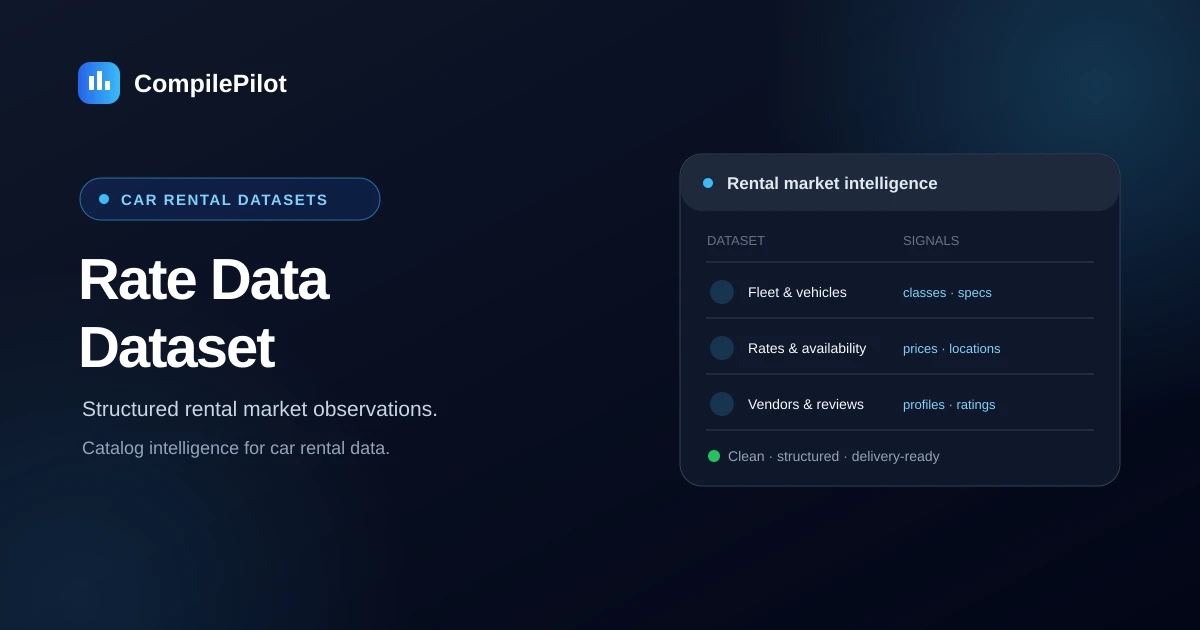 CompilePilot
CAR RENTAL DATASETS
Rate Data
Dataset
Structured rental market observations.
Catalog intelligence for car rental data.
Rental market intelligence
DATASET SIGNALS
Fleet & vehicles classes · specs
Rates & availability prices · locations
Vendors & reviews profiles · ratings
Clean · structured · delivery-ready